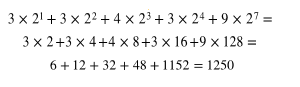 3 × 2¹ + 3 × 2² + 4 × 2³ + 3 × 2⁴ + 9 × 2⁷ =
3 × 2+3 × 4+4 × 8+3 × 16+9 × 128 =
6 + 12 + 32 + 48 + 1152 = 1250